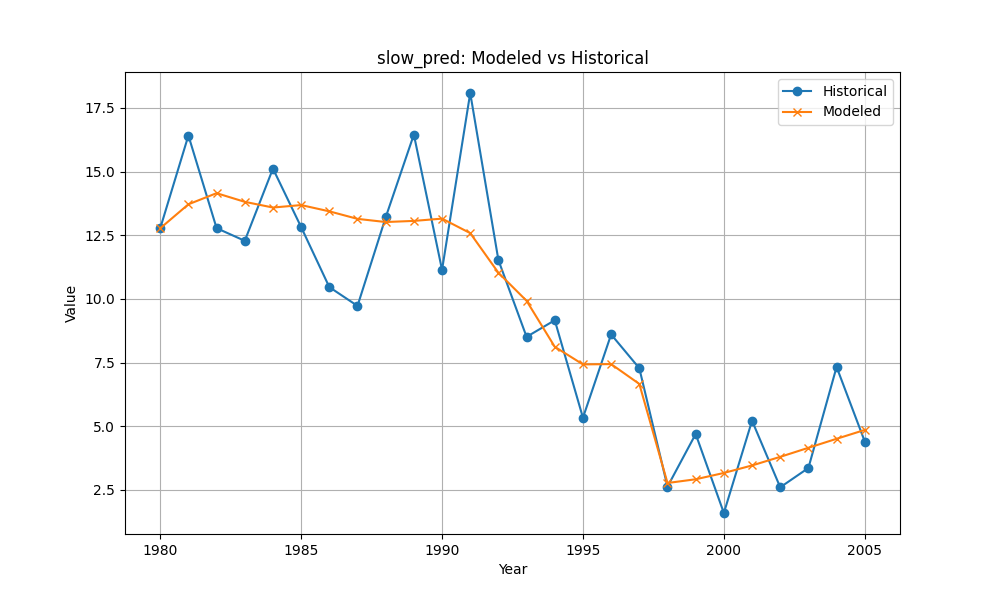 slow_pred: Modeled vs Historical
Historical
Modeled
Value
17.5
15.0
12.5
10.0
7.5
5.0
2.5
1980
1985
1990
1995
2000
2005
Year